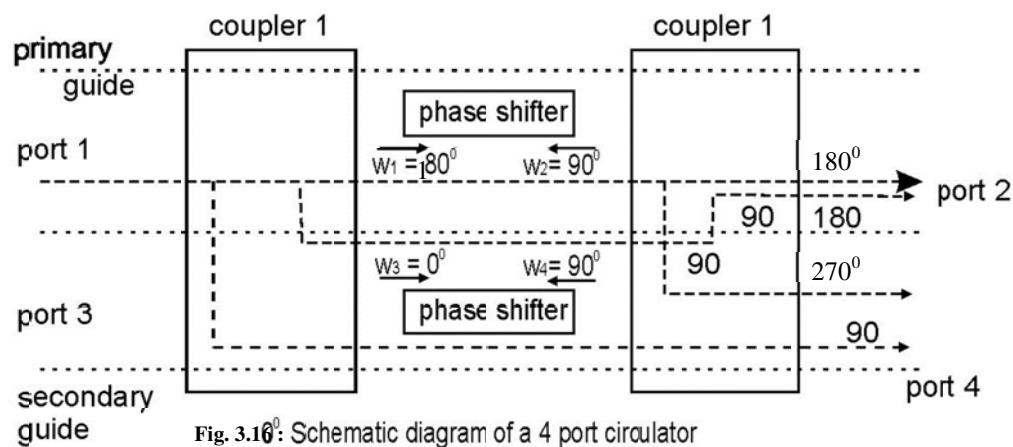 coupler 1
coupler 1
primary
guide
phase shifter
port 1
W1 = 180⁰
W2 = 90⁰
180⁰
port 2
90
180
W3 = 0⁰
W4= 90⁰
90
270⁰
port 3
phase shifter
90
port 4
secondary
guide
Fig. 3.16⁰: Schematic diagram of a 4 port circulator